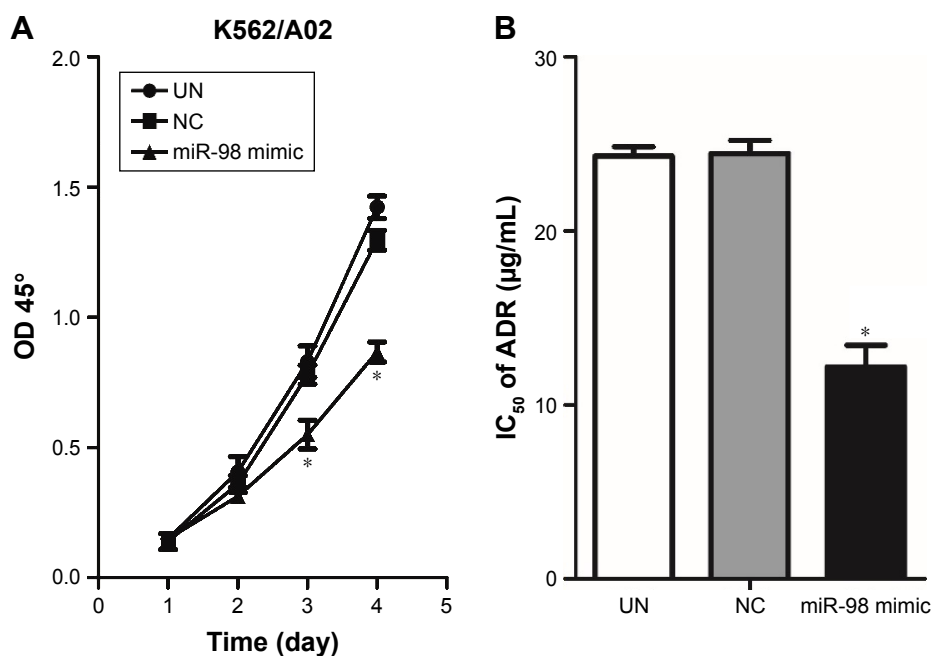 A
K562/A02
2.0
1.5
1.0
0.5
0.0
OD 45°
UN
NC
miR-98 mimic
*
*
0 1 2 3 4 5
Time (day)
B
30
20
10
0
IC50 of ADR (µg/mL)
*
UN NC miR-98 mimic